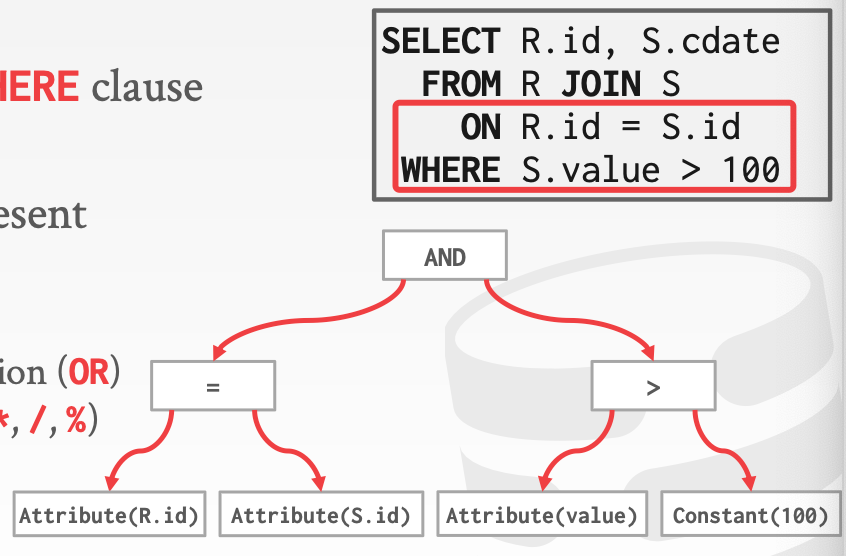 SELECT R.id, S.cdate
FROM R JOIN S
ON R.id = S.id
WHERE S.value > 100
HERE clause
esent
ion (OR)
*, /, %)
AND
=
>
Attribute(R.id)
Attribute(S.id)
Attribute(value)
Constant(100)